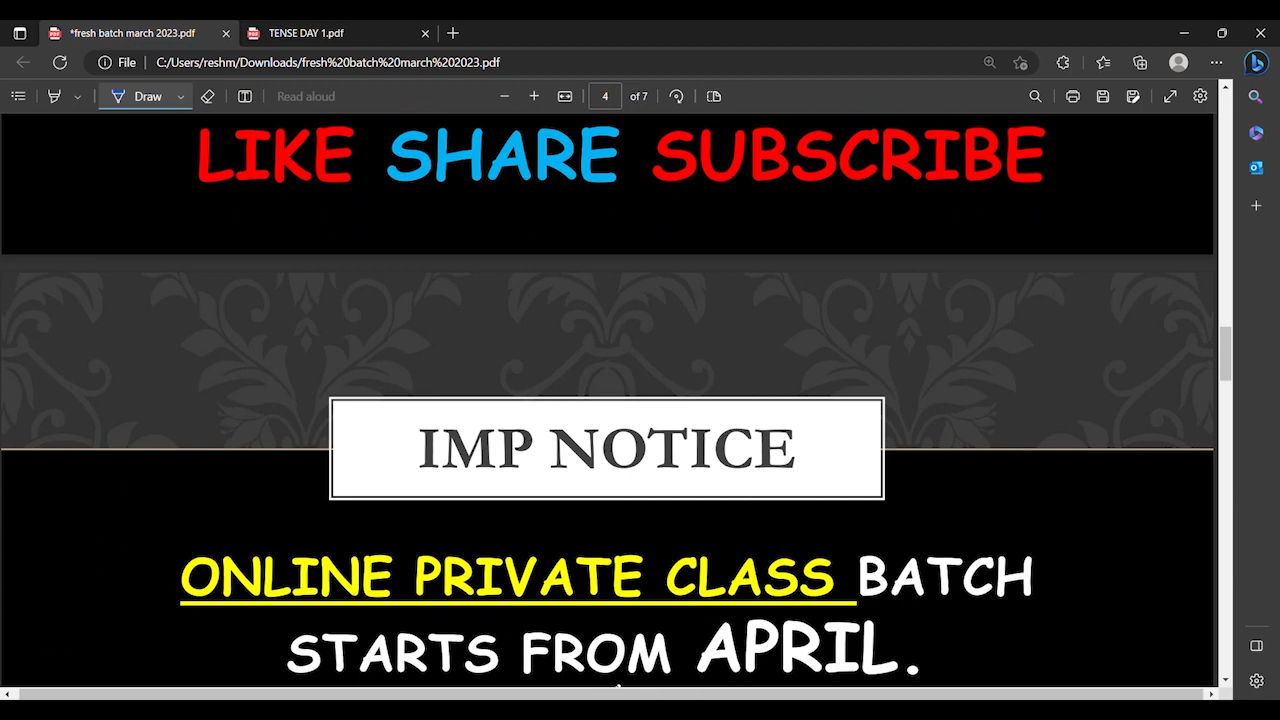 *fresh batch march 2023.pdf
TENSE DAY 1.pdf
File
C:/Users/reshm/Downloads/fresh%20batch%20march%202023.pdf
Draw
Read aloud
4 of 7
LIKE SHARE SUBSCRIBE
IMP NOTICE
ONLINE PRIVATE CLASS BATCH
STARTS FROM APRIL.